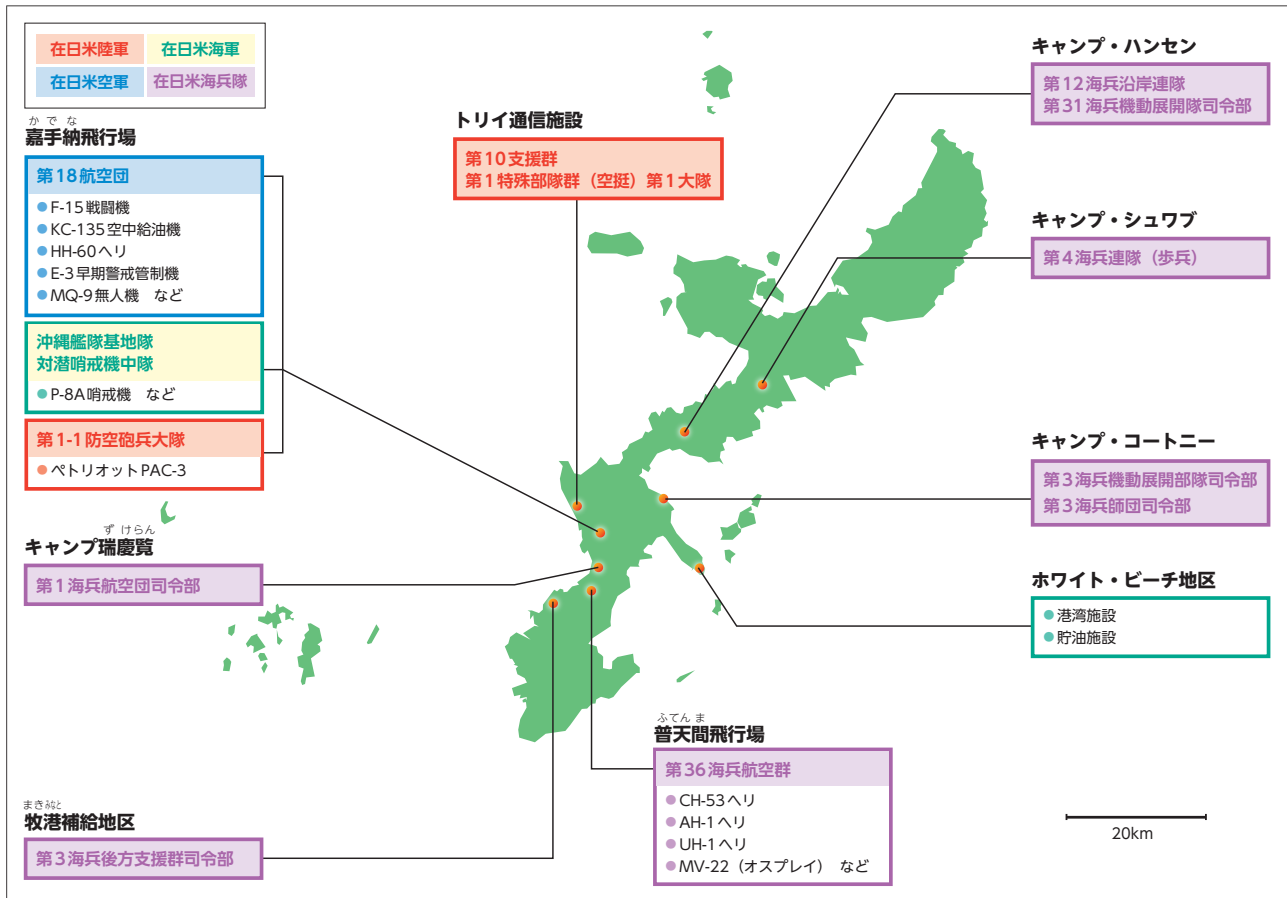 在日米陸軍
在日米海軍
在日米空軍
在日米海兵隊
かでな
嘉手納飛行場
第18航空団
●F-15戦闘機
●KC-135空中給油機
●HH-60ヘリ
●E-3早期警戒管制機
●MQ-9無人機 など
沖縄艦隊基地隊
対潜哨戒機中隊
●P-8A哨戒機 など
第1-1防空砲兵大隊
●ペトリオットPAC-3
ずけらん
キャンプ瑞慶覧
第1海兵航空団司令部
まきみなと
牧港補給地区
第3海兵後方支援群司令部
トリイ通信施設
第10支援群
第1特殊部隊群（空挺）第1大隊
ふてんま
普天間飛行場
第36海兵航空群
●CH-53ヘリ
●AH-1ヘリ
●UH-1ヘリ
●MV-22（オスプレイ） など
キャンプ・ハンセン
第12海兵沿岸連隊
第31海兵機動展開隊司令部
キャンプ・シュワブ
第4海兵連隊（歩兵）
キャンプ・コートニー
第3海兵機動展開部隊司令部
第3海兵師団司令部
ホワイト・ビーチ地区
●港湾施設
●貯油施設
20km